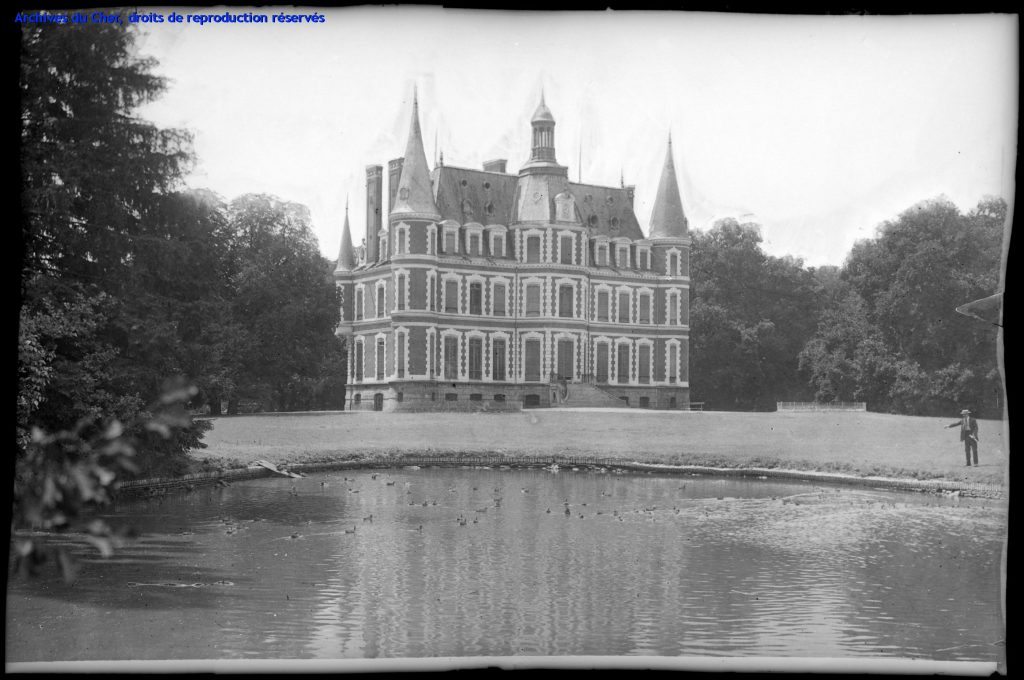 Archives du Cher, droits de reproduction réservés